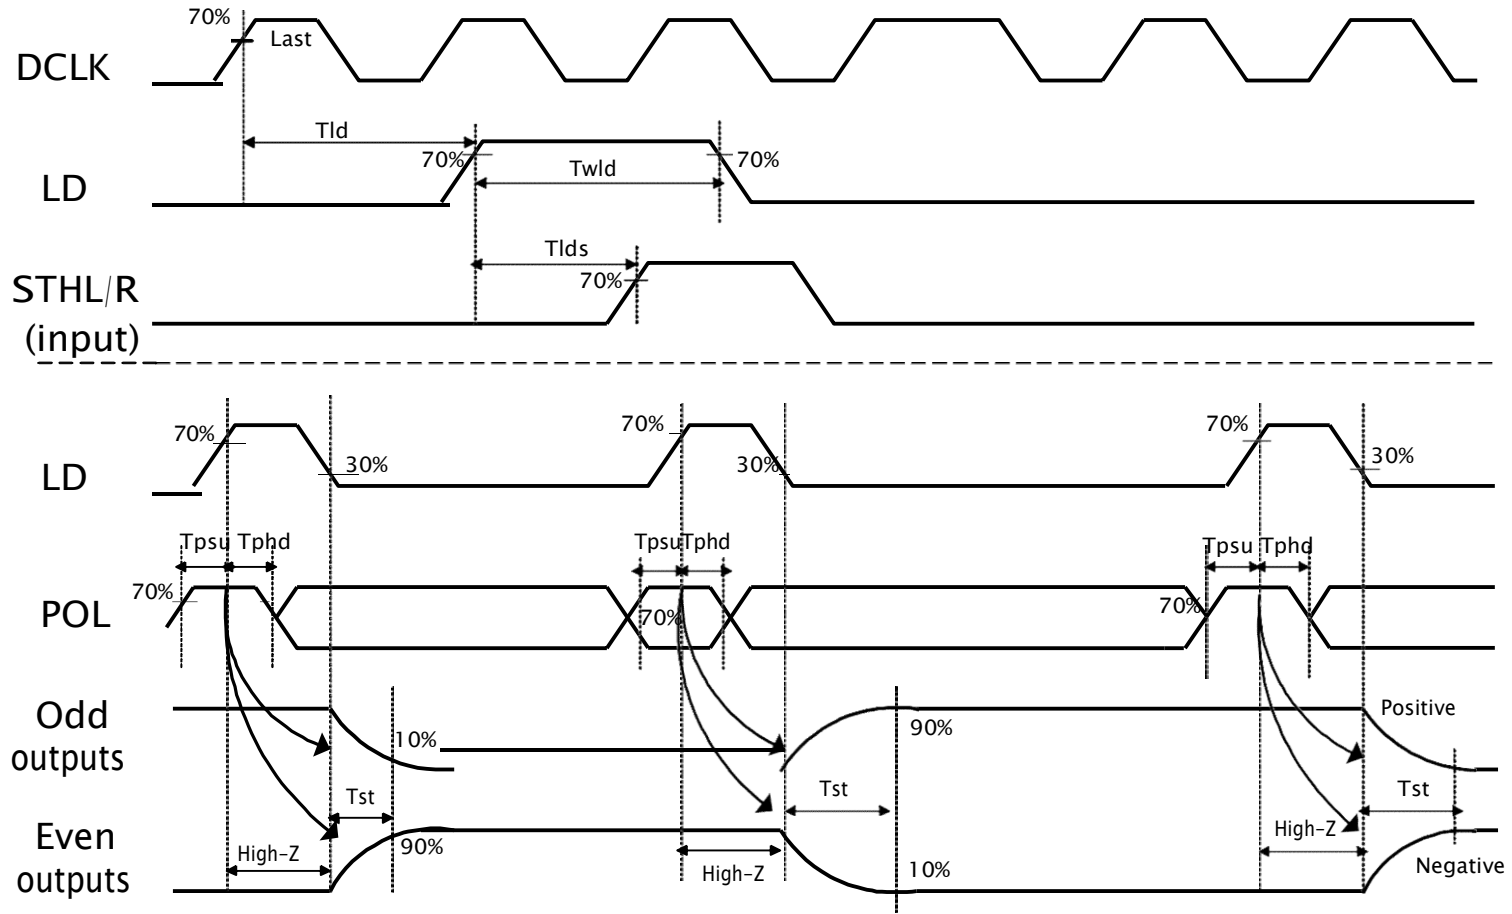 70%
Last
DCLK
Tld
70%
70%
Twld
LD
Tlds
70%
STHL/R
(input)
70%
70%
70%
30%
30%
30%
LD
Tpsu
Tphd
Tpsu
Tphd
Tpsu
Tphd
70%
70%
70%
POL
Odd
outputs
10%
90%
Positive
Tst
Tst
Tst
Even
outputs
90%
High-Z
High-Z
10%
High-Z
Negative